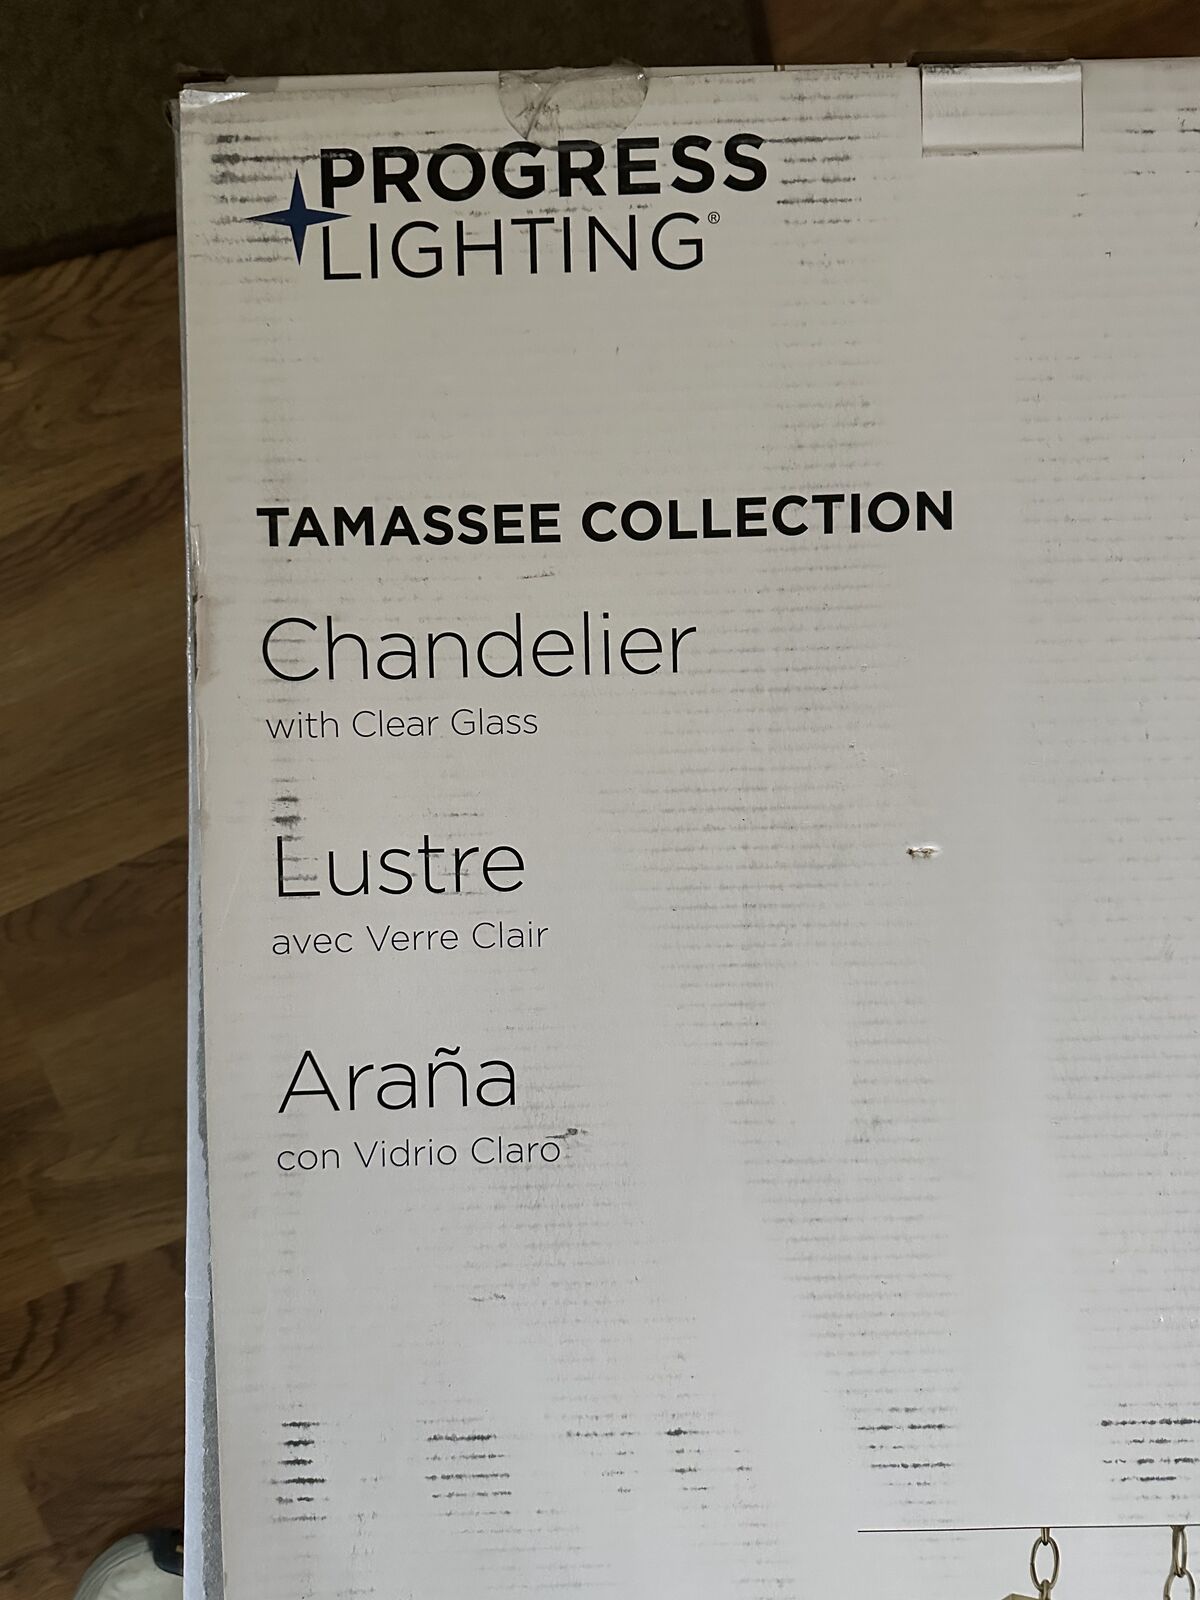 PROGRESS
LIGHTING®
TAMASSEE COLLECTION
Chandelier
with Clear Glass
Lustre
avec Verre Clair
Araña
con Vidrio Claro